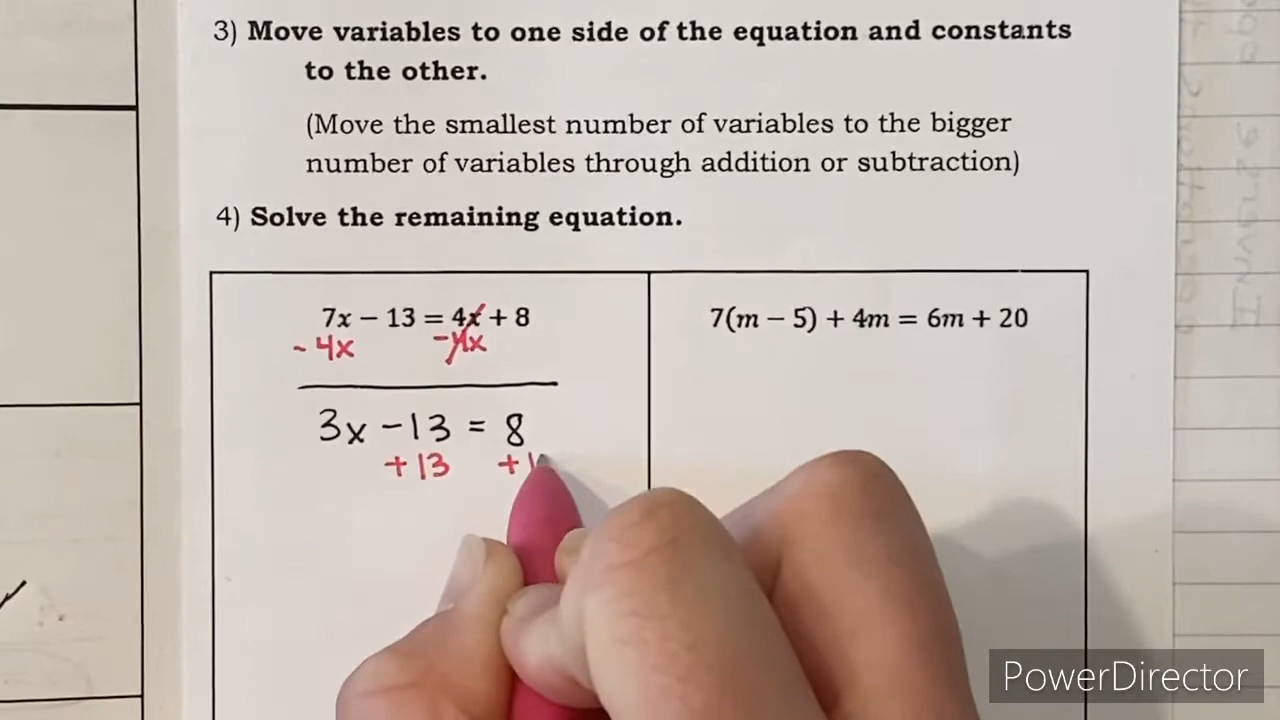 3) Move variables to one side of the equation and constants
to the other.
(Move the smallest number of variables to the bigger
number of variables through addition or subtraction)
4) Solve the remaining equation.
7x − 13 = 4x + 8
- 4x -4x
3x - 13 = 8
+13 +1
7(m − 5) + 4m = 6m + 20
PowerDirector